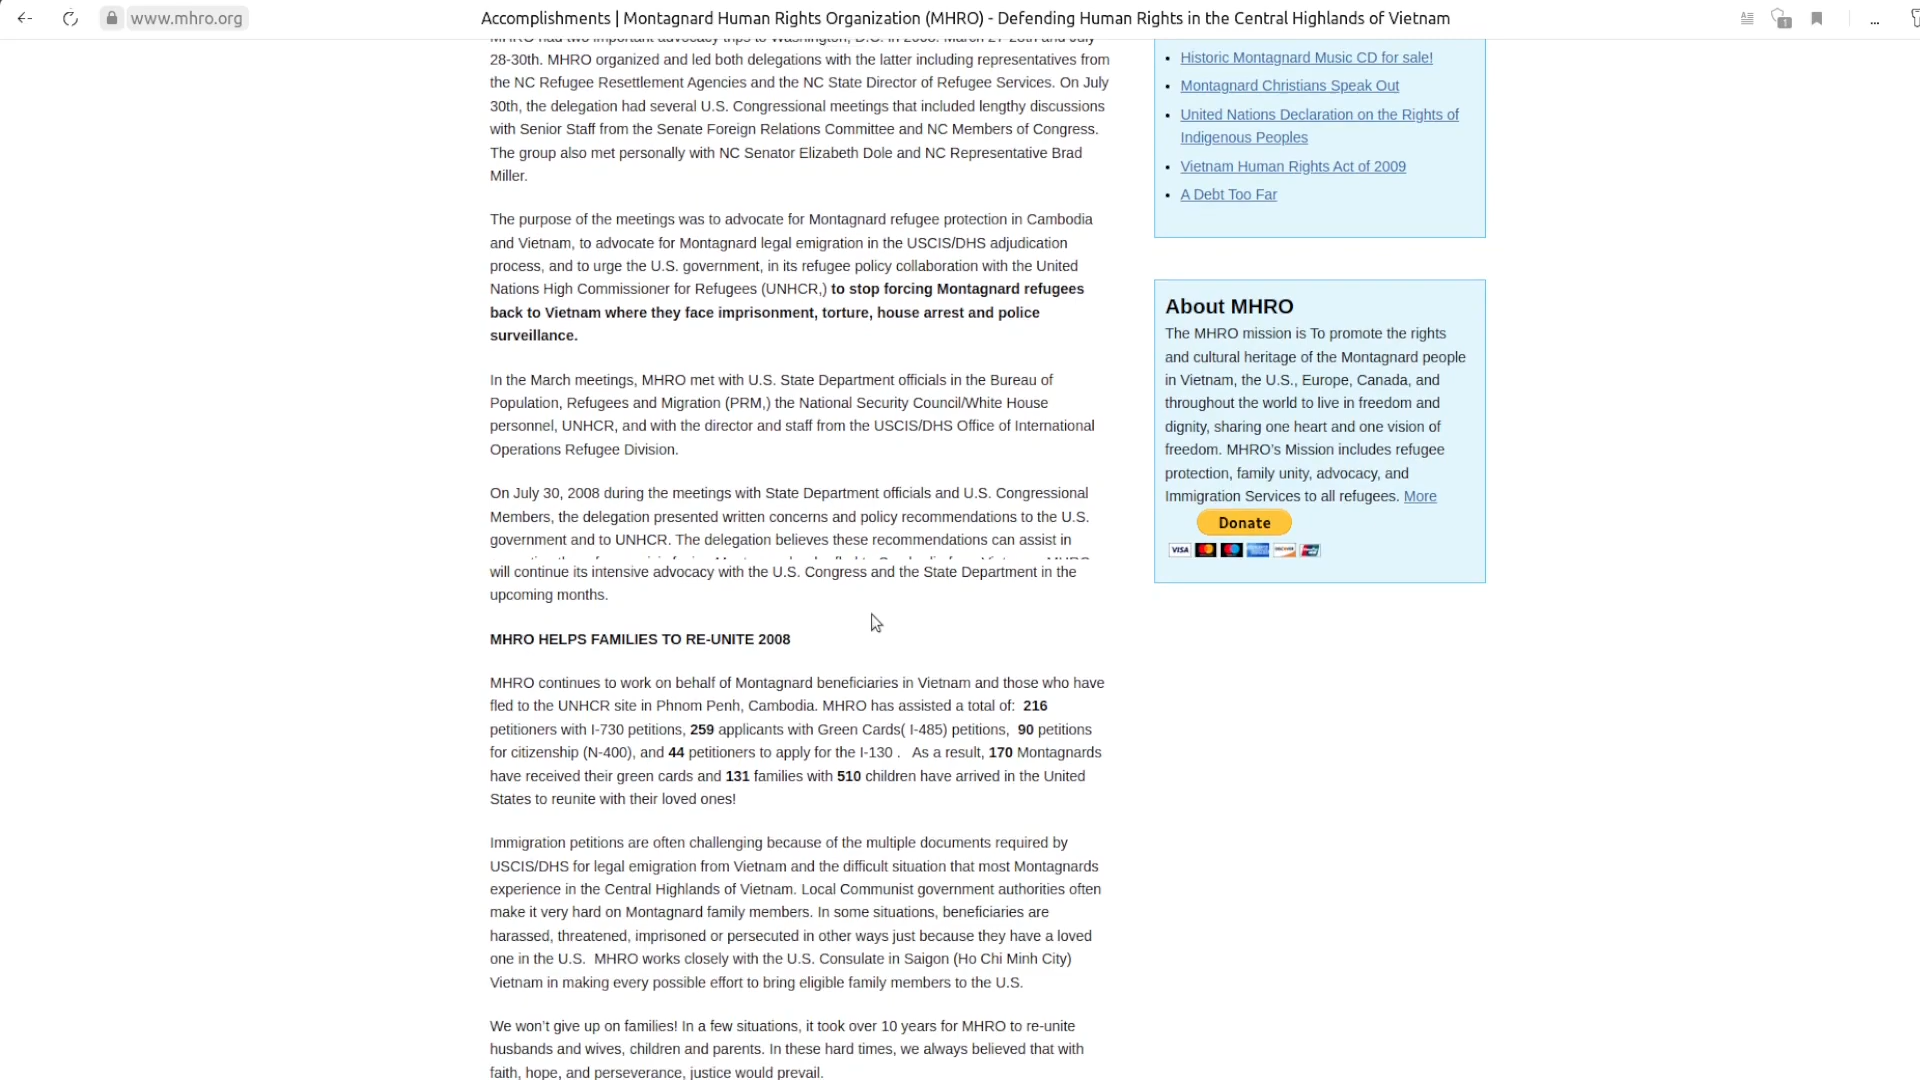 www.mhro.org
Accomplishments | Montagnard Human Rights Organization (MHRO) - Defending Human Rights in the Central Highlands of Vietnam
1
...
MHRO had two important advocacy trips to Washington, D.C. in 2008: March 27-28th and July
28-30th. MHRO organized and led both delegations with the latter including representatives from
the NC Refugee Resettlement Agencies and the NC State Director of Refugee Services. On July
30th, the delegation had several U.S. Congressional meetings that included lengthy discussions
with Senior Staff from the Senate Foreign Relations Committee and NC Members of Congress.
The group also met personally with NC Senator Elizabeth Dole and NC Representative Brad
Miller.
The purpose of the meetings was to advocate for Montagnard refugee protection in Cambodia
and Vietnam, to advocate for Montagnard legal emigration in the USCIS/DHS adjudication
process, and to urge the U.S. government, in its refugee policy collaboration with the United
Nations High Commissioner for Refugees (UNHCR,) to stop forcing Montagnard refugees
back to Vietnam where they face imprisonment, torture, house arrest and police
surveillance.
In the March meetings, MHRO met with U.S. State Department officials in the Bureau of
Population, Refugees and Migration (PRM,) the National Security Council/White House
personnel, UNHCR, and with the director and staff from the USCIS/DHS Office of International
Operations Refugee Division.
On July 30, 2008 during the meetings with State Department officials and U.S. Congressional
Members, the delegation presented written concerns and policy recommendations to the U.S.
government and to UNHCR. The delegation believes these recommendations can assist in
will continue its intensive advocacy with the U.S. Congress and the State Department in the
upcoming months.
MHRO HELPS FAMILIES TO RE-UNITE 2008
MHRO continues to work on behalf of Montagnard beneficiaries in Vietnam and those who have
fled to the UNHCR site in Phnom Penh, Cambodia. MHRO has assisted a total of: 216
petitioners with I-730 petitions, 259 applicants with Green Cards( I-485) petitions, 90 petitions
for citizenship (N-400), and 44 petitioners to apply for the I-130 . As a result, 170 Montagnards
have received their green cards and 131 families with 510 children have arrived in the United
States to reunite with their loved ones!
Immigration petitions are often challenging because of the multiple documents required by
USCIS/DHS for legal emigration from Vietnam and the difficult situation that most Montagnards
experience in the Central Highlands of Vietnam. Local Communist government authorities often
make it very hard on Montagnard family members. In some situations, beneficiaries are
harassed, threatened, imprisoned or persecuted in other ways just because they have a loved
one in the U.S. MHRO works closely with the U.S. Consulate in Saigon (Ho Chi Minh City)
Vietnam in making every possible effort to bring eligible family members to the U.S.
We won't give up on families! In a few situations, it took over 10 years for MHRO to re-unite
husbands and wives, children and parents. In these hard times, we always believed that with
faith, hope, and perseverance, justice would prevail.
Historic Montagnard Music CD for sale!
Montagnard Christians Speak Out
United Nations Declaration on the Rights of
Indigenous Peoples
Vietnam Human Rights Act of 2009
A Debt Too Far
About MHRO
The MHRO mission is To promote the rights
and cultural heritage of the Montagnard people
in Vietnam, the U.S., Europe, Canada, and
throughout the world to live in freedom and
dignity, sharing one heart and one vision of
freedom. MHRO's Mission includes refugee
protection, family unity, advocacy, and
Immigration Services to all refugees. More
Donate
VISA